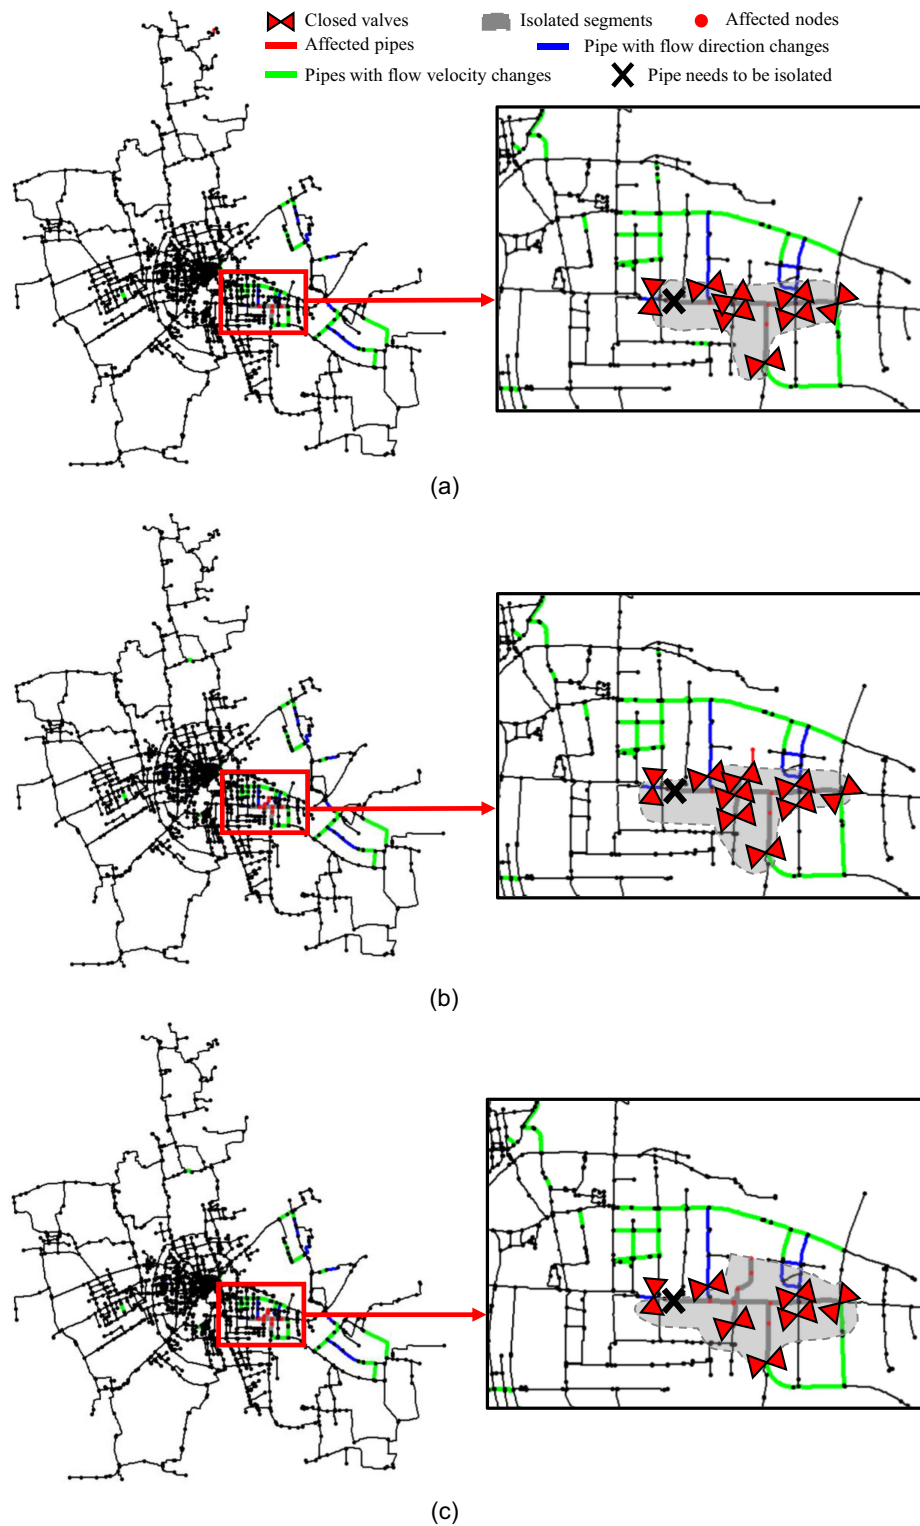 Closed valves Isolated segments Affected nodes
Affected pipes Pipe with flow direction changes
Pipes with flow velocity changes Pipe needs to be isolated
(a)
(b)
(c)